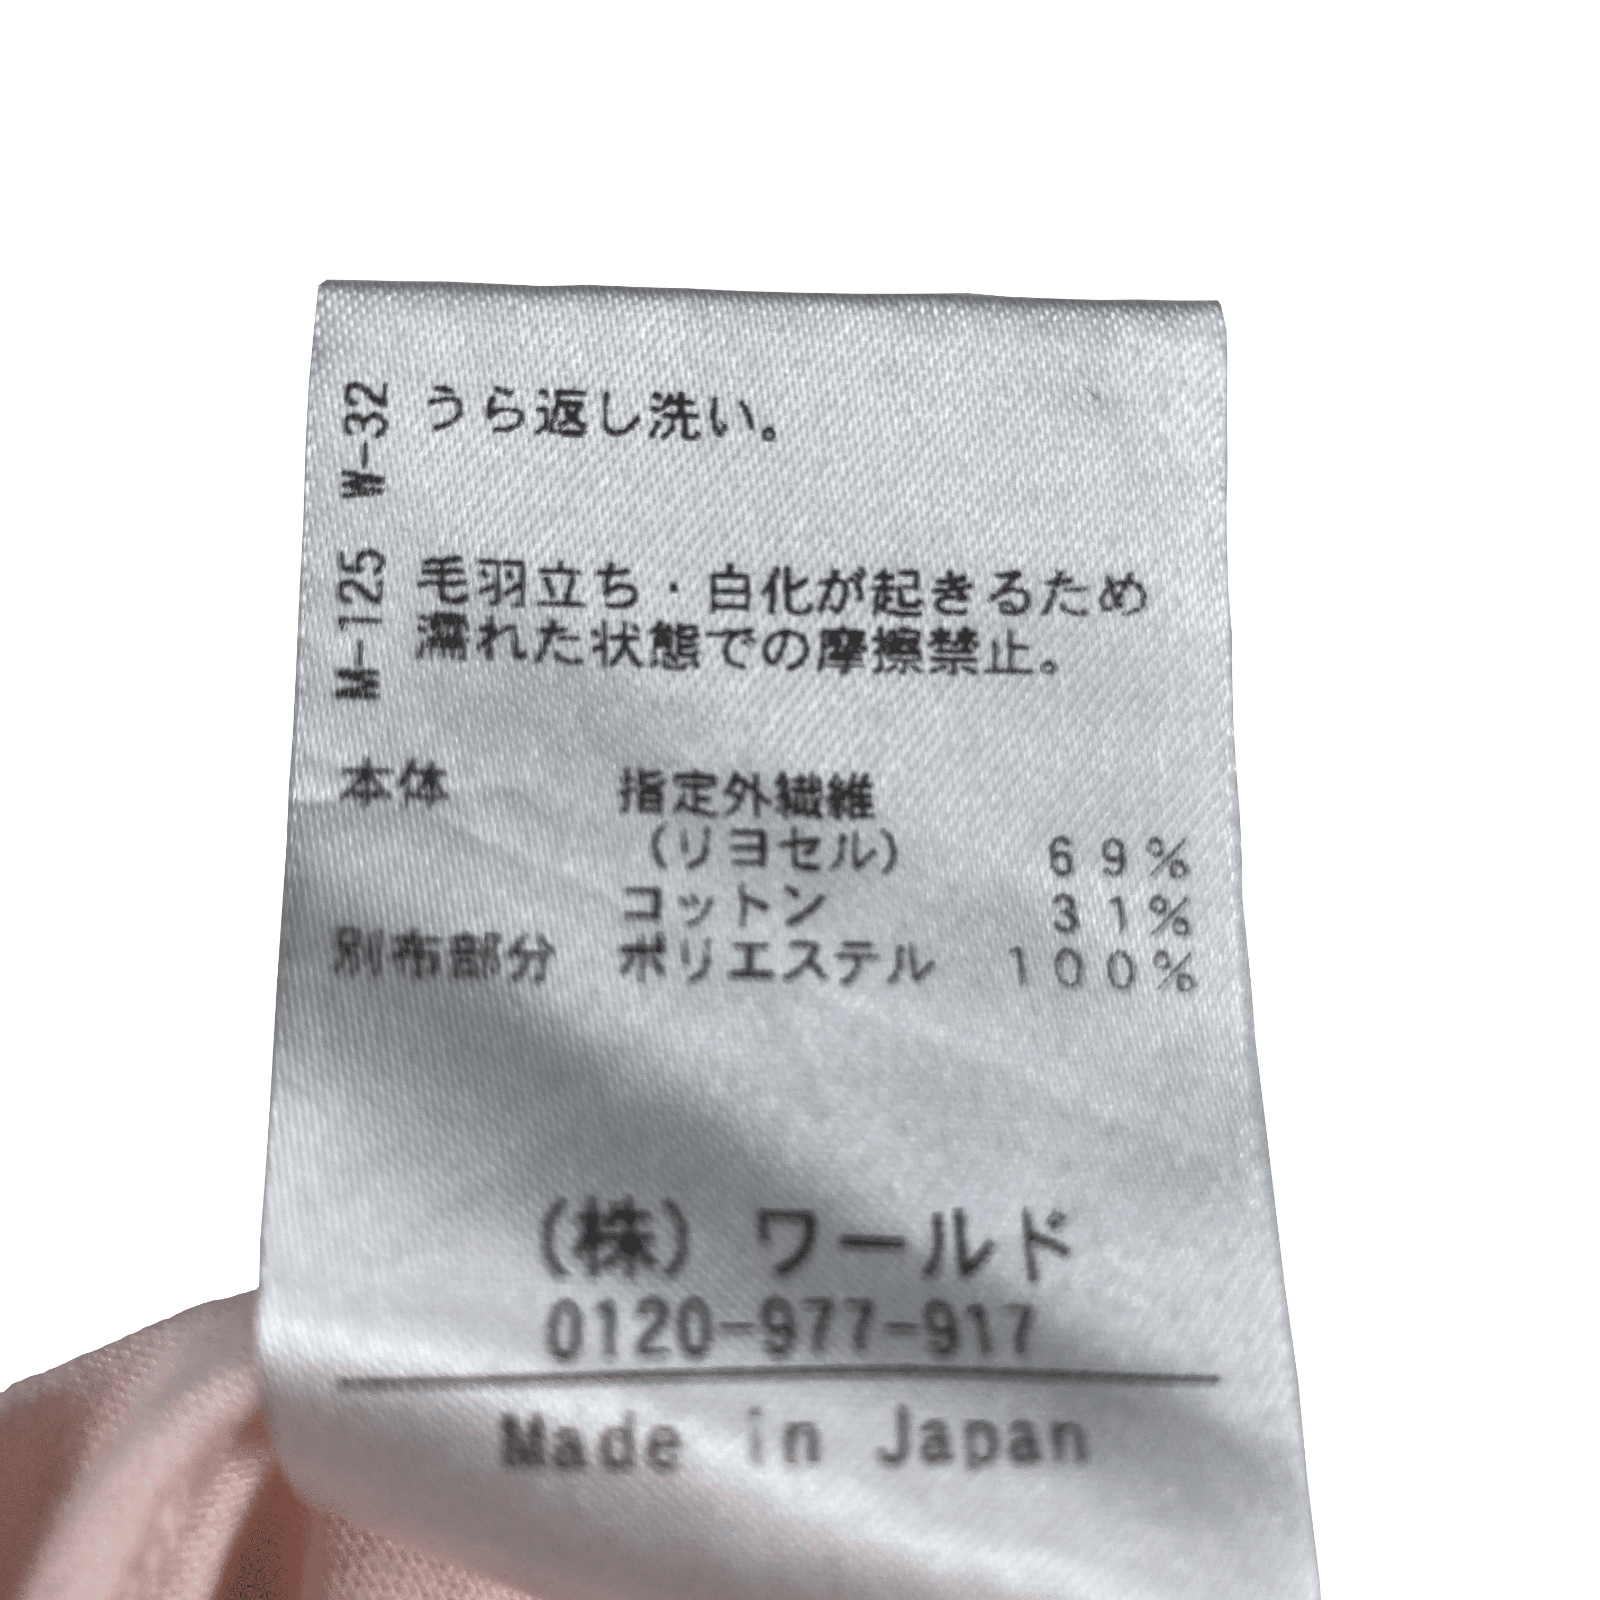 W-32 うら返し洗い。
M-125 毛羽立ち・白化が起きるため
濡れた状態での摩擦禁止。
本体 指定外繊維
(リヨセル) 69%
コットン 31%
別布部分 ポリエステル 100%
(株) ワールド
0120-977-917
Made in Japan